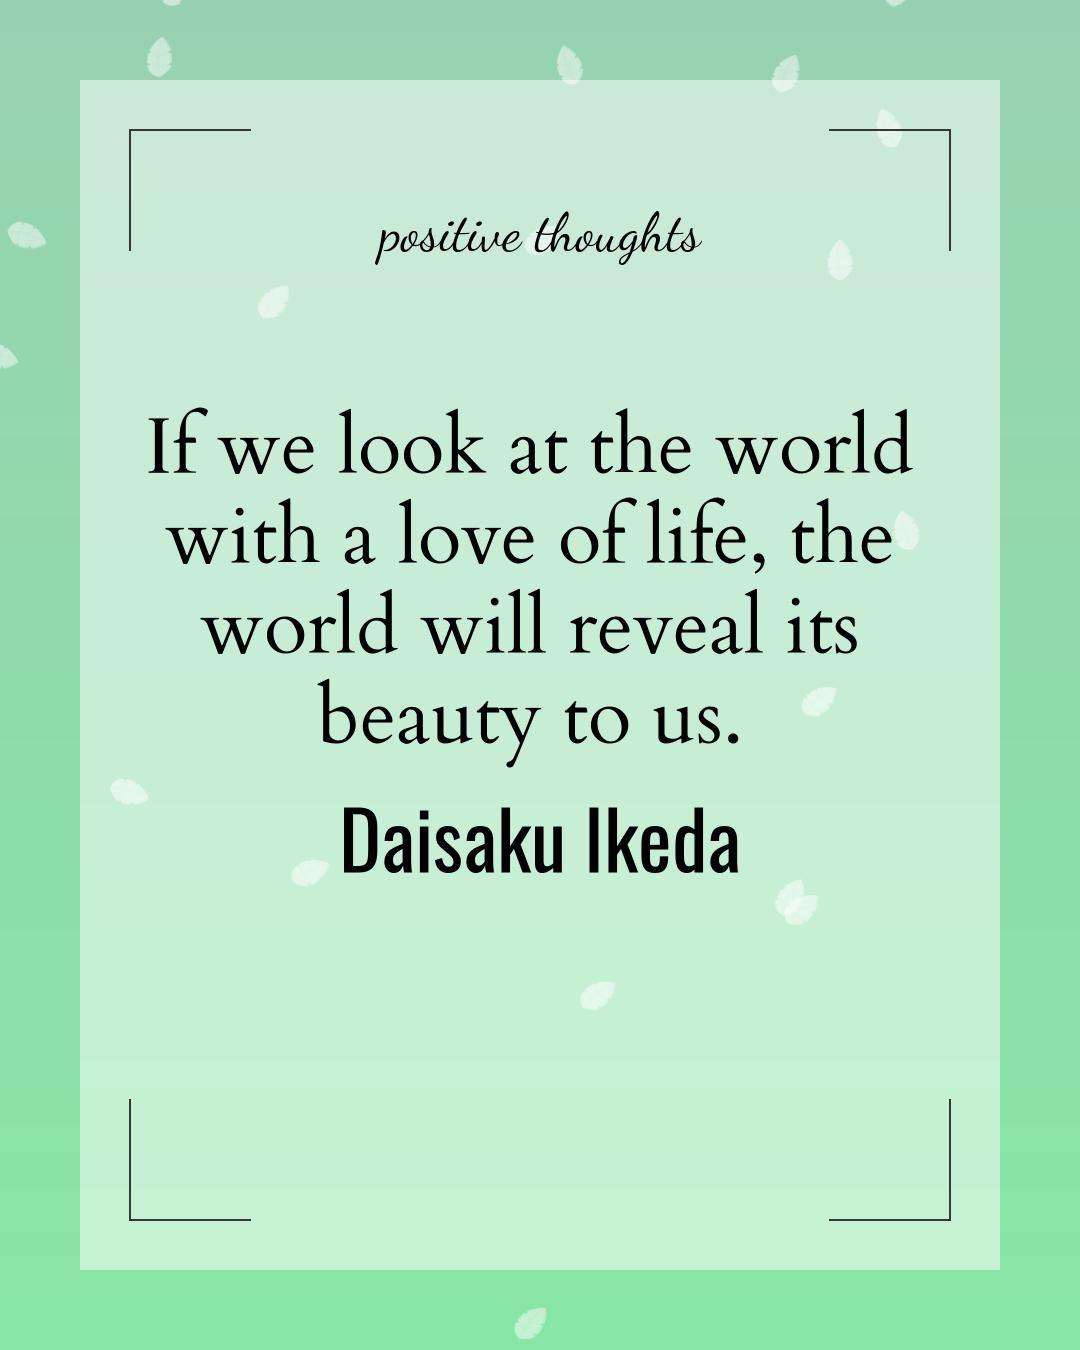 positive thoughts
If we look at the world
with a love of life, the
world will reveal its
beauty to us.
Daisaku Ikeda